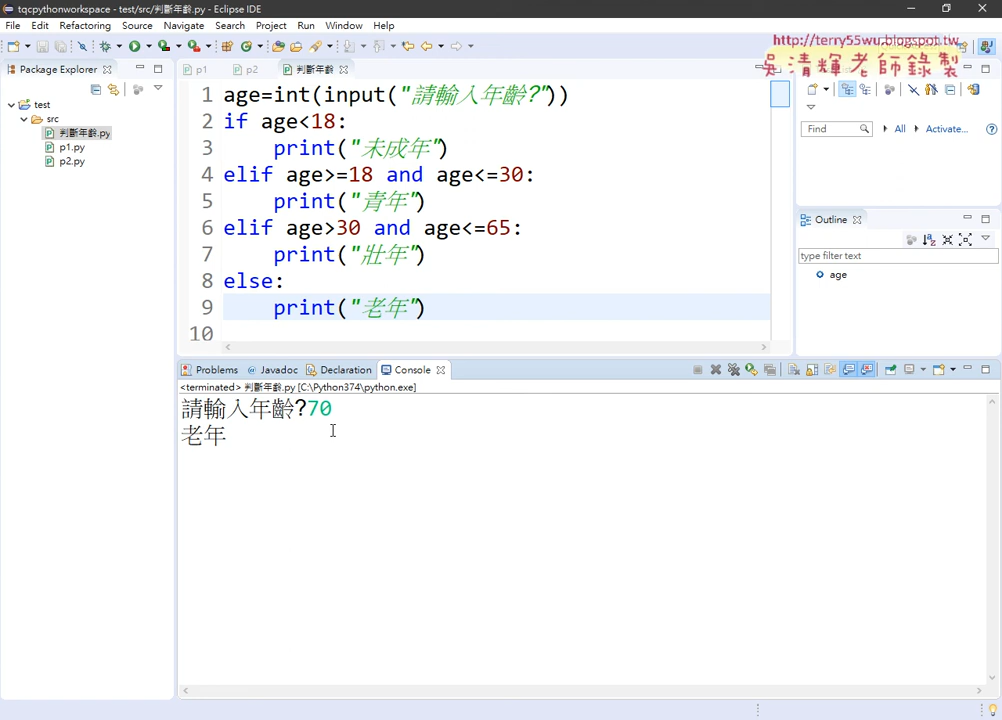 tqcpythonworkspace - test/src/判斷年齡.py - Eclipse IDE
File Edit Source Refactoring Navigate Search Project Run Window Help
http://terry55wu.blogspot.tw
吳清輝老師錄製
Package Explorer
p1 p2 判斷年齡
test
src
判斷年齡.py
p1.py
p2.py
1 age=int(input("請輸入年齡?"))
2 if age<18:
3 print("未成年")
4 elif age>=18 and age<=30:
5 print("青年")
6 elif age>30 and age<=65:
7 print("壯年")
8 else:
9 print("老年")
10
Find All Activate...
Outline
type filter text
age
Problems Javadoc Declaration Console
<terminated> 判斷年齡.py [C:\Python374\python.exe]
請輸入年齡?70
老年